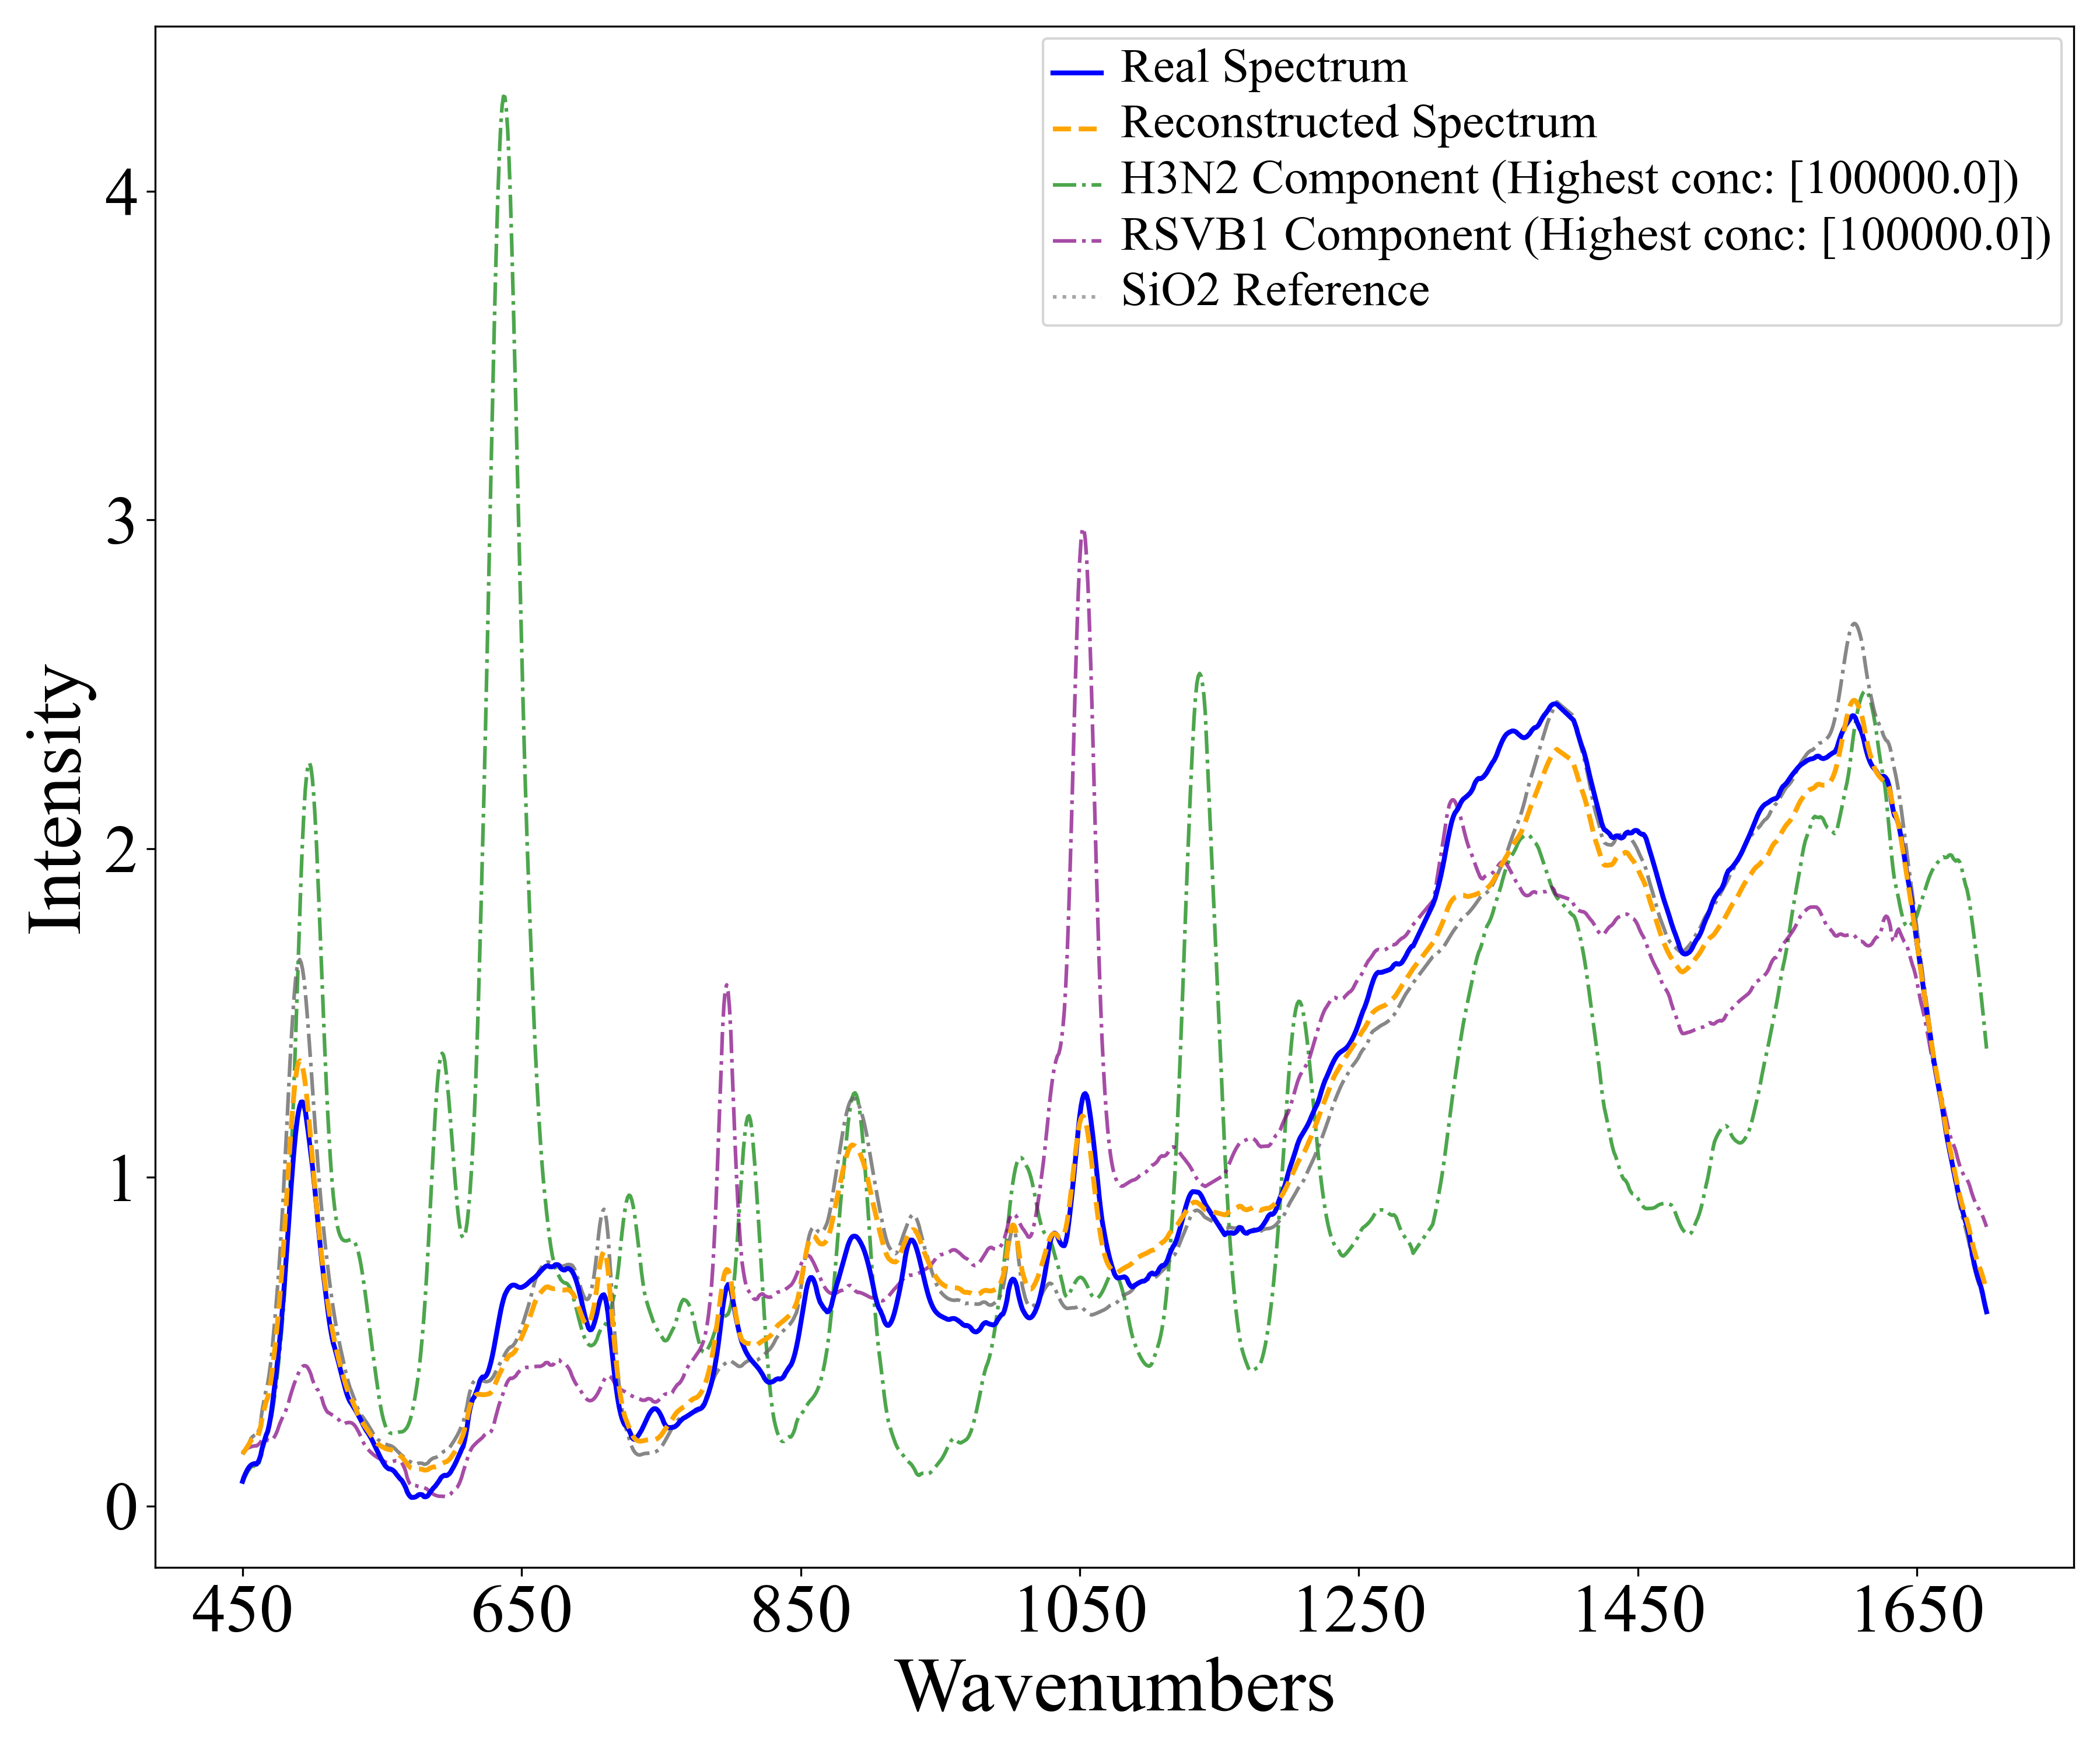 Real Spectrum
Reconstructed Spectrum
H3N2 Component (Highest conc: [100000.0])
RSVB1 Component (Highest conc: [100000.0])
SiO2 Reference
Intensity
4
3
2
1
0
450 650 850 1050 1250 1450 1650
Wavenumbers